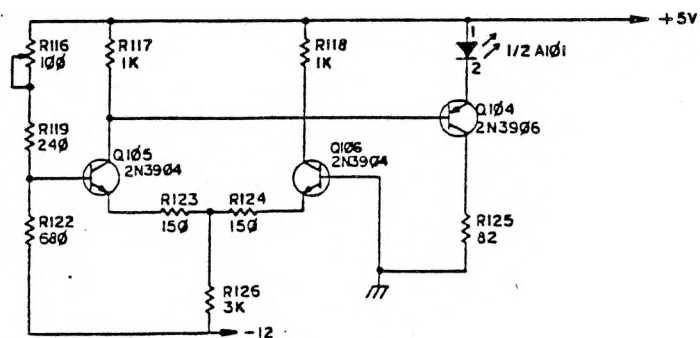 +5V
R116
100
R117
1K
R118
1K
1
2
1/2 A101
Q104
2N3906
R119
240
Q105
2N3904
Q106
2N3904
R123
150
R124
150
R122
680
R125
82
R126
3K
-12